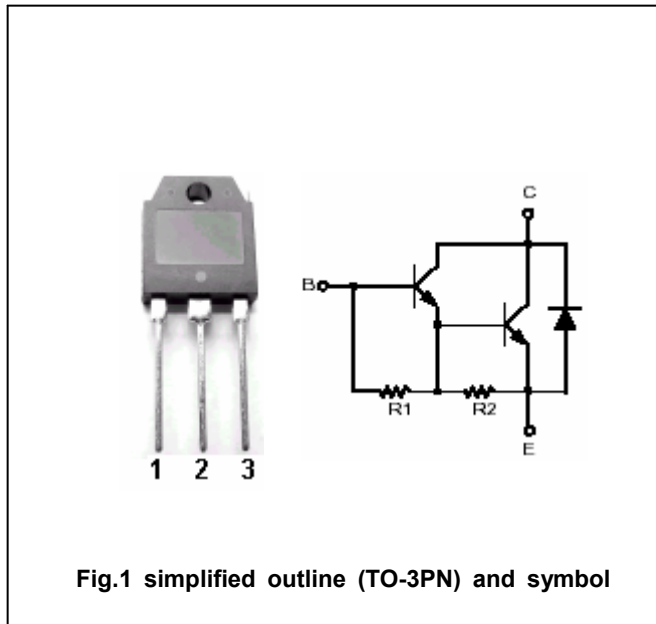 C
B
R1
R2
E
1 2 3
Fig.1 simplified outline (TO-3PN) and symbol